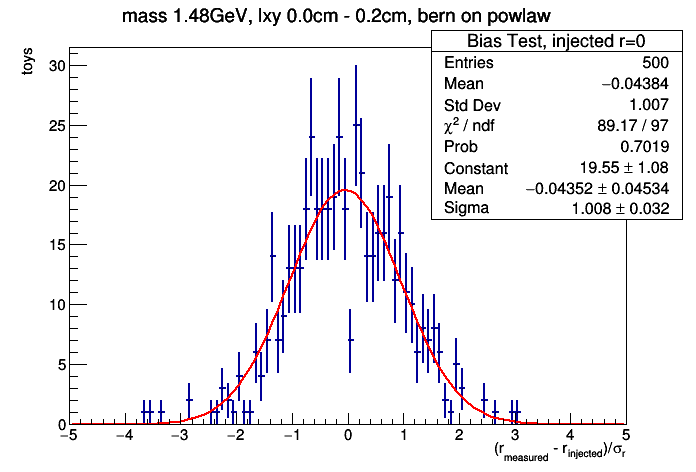 mass 1.48GeV, lxy 0.0cm - 0.2cm, bern on powlaw
Bias Test, injected r=0
Entries 500
Mean −0.04384
Std Dev 1.007
χ² / ndf 89.17 / 97
Prob 0.7019
Constant 19.55 ± 1.08
Mean −0.04352 ± 0.04534
Sigma 1.008 ± 0.032
toys
30
25
20
15
10
5
0
−5 −4 −3 −2 −1 0 1 2 3 4 5
(r_measured - r_injected)/σ_r